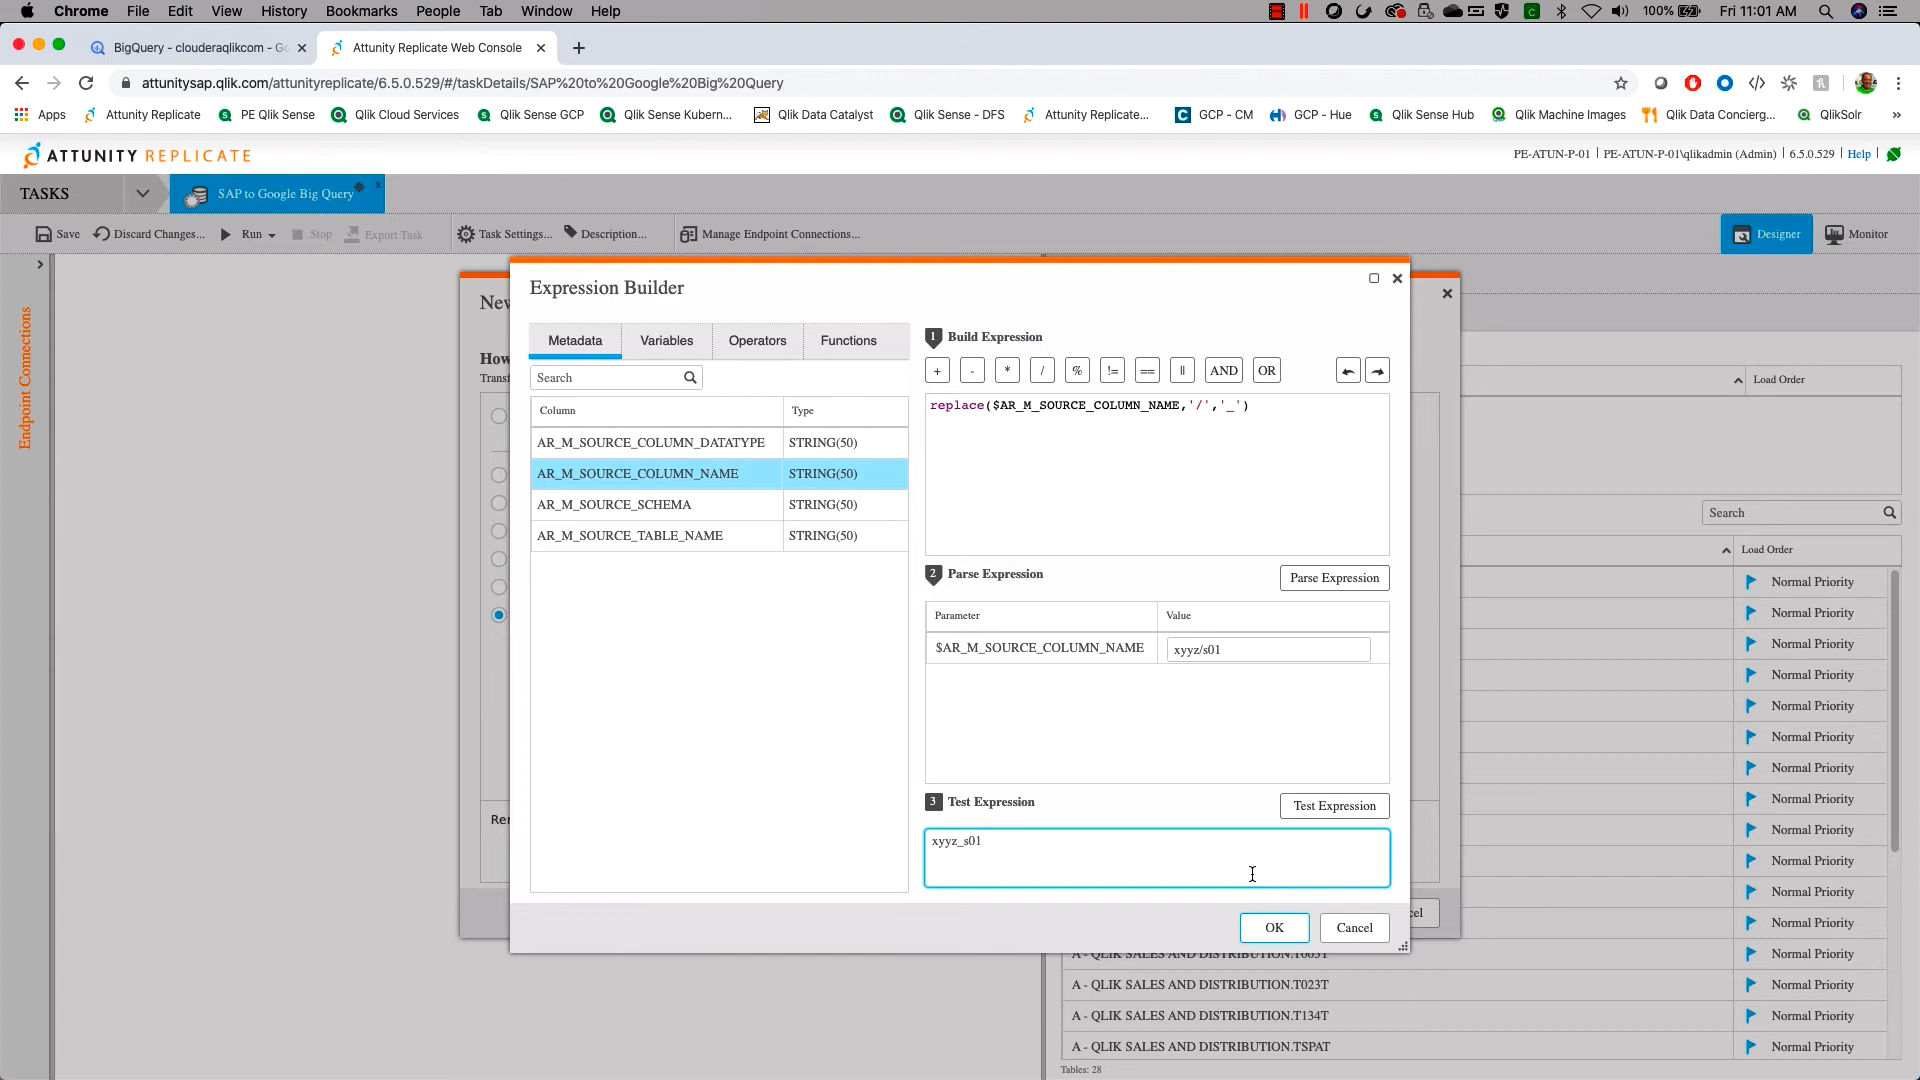 Chrome File Edit View History Bookmarks People Tab Window Help
100% Fri 11:01 AM
BigQuery - clouderaqlikcom - Go
Attunity Replicate Web Console
attunitysap.qlik.com/attunityreplicate/6.5.0.529/#/taskDetails/SAP%20to%20Google%20Big%20Query
Apps Attunity Replicate PE Qlik Sense Qlik Cloud Services Qlik Sense GCP Qlik Sense Kubern... Qlik Data Catalyst Qlik Sense - DFS Attunity Replicate... GCP - CM GCP - Hue Qlik Sense Hub Qlik Machine Images Qlik Data Concierg... QlikSolr »
ATTUNITY REPLICATE
PE-ATUN-P-01 | PE-ATUN-P-01\qlikadmin (Admin) | 6.5.0.529 | Help |
TASKS SAP to Google Big Query x
Save Discard Changes... Run Stop Export Task Task Settings... Description... Manage Endpoint Connections... Designer Monitor
Endpoint Connections
New
How
Transf
Ren
cel
Expression Builder
Metadata Variables Operators Functions
Search
Column Type
AR_M_SOURCE_COLUMN_DATATYPE STRING(50)
AR_M_SOURCE_COLUMN_NAME STRING(50)
AR_M_SOURCE_SCHEMA STRING(50)
AR_M_SOURCE_TABLE_NAME STRING(50)
1 Build Expression
+ - * / % != == || AND OR
replace($AR_M_SOURCE_COLUMN_NAME,'/','_')
2 Parse Expression Parse Expression
Parameter Value
$AR_M_SOURCE_COLUMN_NAME xyyz/s01
3 Test Expression Test Expression
xyyz_s01
OK Cancel
Load Order
Search
Load Order
Normal Priority
Normal Priority
Normal Priority
Normal Priority
Normal Priority
Normal Priority
Normal Priority
Normal Priority
Normal Priority
Normal Priority
Normal Priority
Normal Priority
A - QLIK SALES AND DISTRIBUTION.T005T Normal Priority
A - QLIK SALES AND DISTRIBUTION.T023T Normal Priority
A - QLIK SALES AND DISTRIBUTION.T134T Normal Priority
A - QLIK SALES AND DISTRIBUTION.TSPAT Normal Priority
Tables: 28